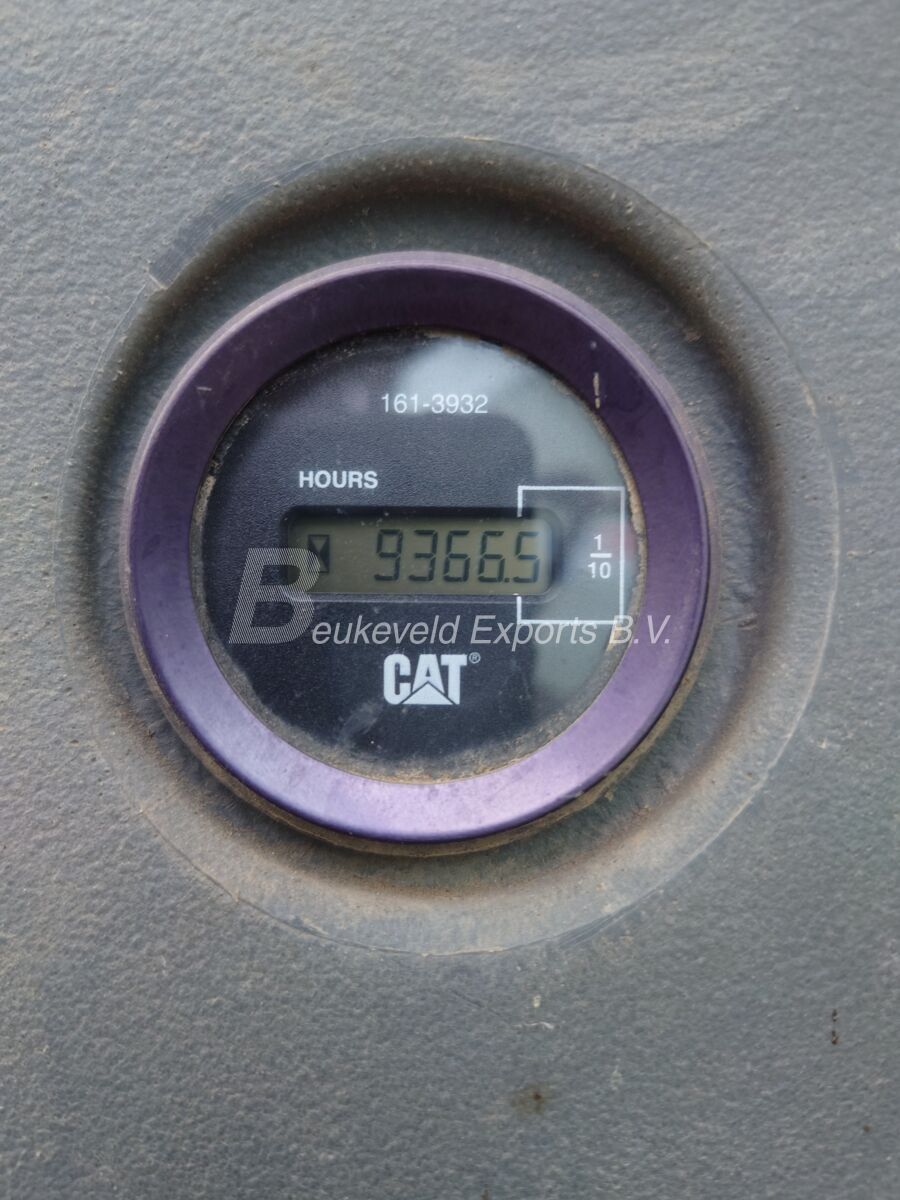 161-3932
HOURS
9366.5
1
10
Beukeveld Exports B.V.
CAT®